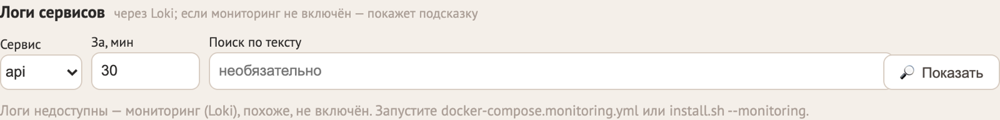 Логи сервисов через Loki; если мониторинг не включён — покажет подсказку
Сервис За, мин Поиск по тексту
api 30 необязательно Показать
Логи недоступны — мониторинг (Loki), похоже, не включён. Запустите docker-compose.monitoring.yml или install.sh --monitoring.